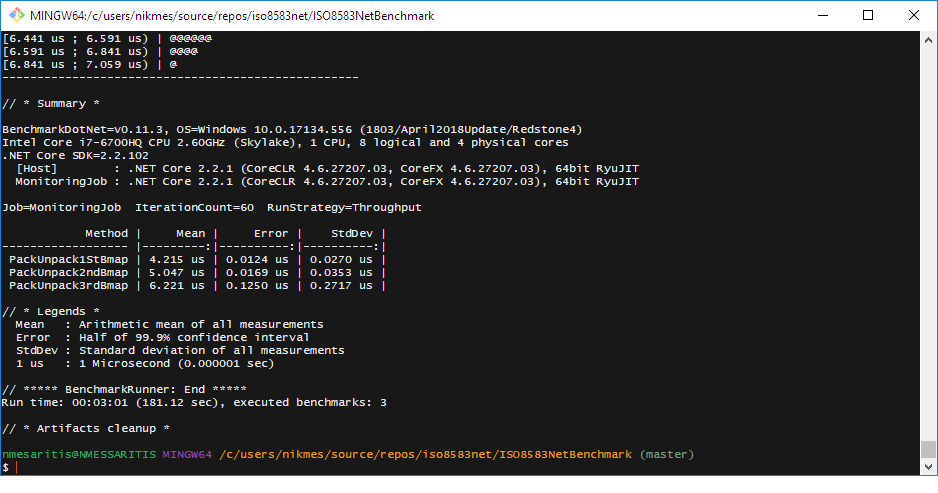 MINGW64:/c/users/nikmes/source/repos/iso8583net/ISO8583NetBenchmark
[6.441 us ; 6.591 us) | @@@@@@
[6.591 us ; 6.841 us) | @@@@
[6.841 us ; 7.059 us) | @
---------------------------------------------------
// * Summary *
BenchmarkDotNet=v0.11.3, OS=Windows 10.0.17134.556 (1803/April2018Update/Redstone4)
Intel Core i7-6700HQ CPU 2.60GHz (Skylake), 1 CPU, 8 logical and 4 physical cores
.NET Core SDK=2.2.102
  [Host]        : .NET Core 2.2.1 (CoreCLR 4.6.27207.03, CoreFX 4.6.27207.03), 64bit RyuJIT
  MonitoringJob : .NET Core 2.2.1 (CoreCLR 4.6.27207.03, CoreFX 4.6.27207.03), 64bit RyuJIT
Job=MonitoringJob  IterationCount=60  RunStrategy=Throughput
            Method |     Mean |     Error |    StdDev |
------------------ |---------:|----------:|----------:|
 PackUnpack1StBmap | 4.215 us | 0.0124 us | 0.0270 us |
 PackUnpack2ndBmap | 5.047 us | 0.0169 us | 0.0353 us |
 PackUnpack3rdBmap | 6.221 us | 0.1250 us | 0.2717 us |
// * Legends *
  Mean   : Arithmetic mean of all measurements
  Error  : Half of 99.9% confidence interval
  StdDev : Standard deviation of all measurements
  1 us   : 1 Microsecond (0.000001 sec)
// ***** BenchmarkRunner: End *****
Run time: 00:03:01 (181.12 sec), executed benchmarks: 3
// * Artifacts cleanup *
nmesaritis@NMESSARITIS MINGW64 /c/users/nikmes/source/repos/iso8583net/ISO8583NetBenchmark (master)
$